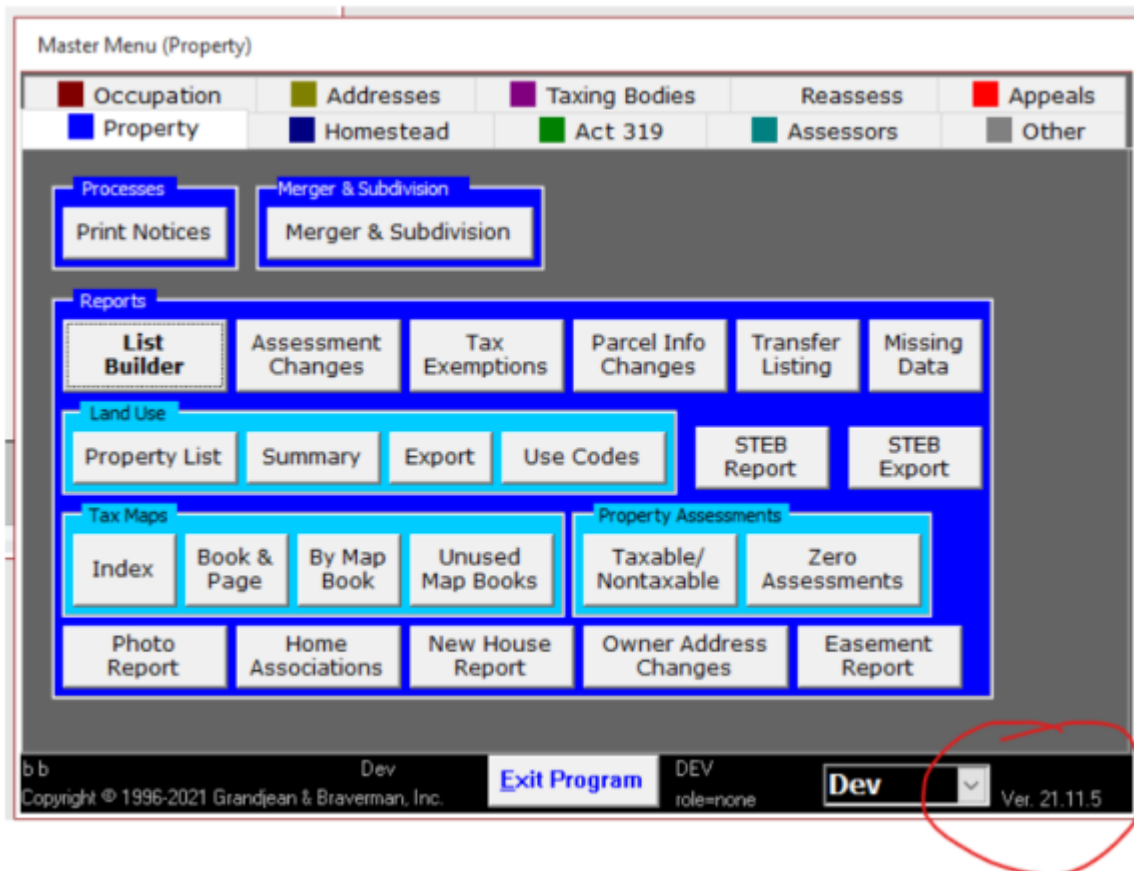 Master Menu (Property)
Occupation Addresses Taxing Bodies Reassess Appeals
Property Homestead Act 319 Assessors Other
Processes Merger & Subdivision
Print Notices Merger & Subdivision
Reports
List Builder
Assessment Changes
Tax Exemptions
Parcel Info Changes
Transfer Listing
Missing Data
Land Use
Property List Summary Export Use Codes
STEB Report
STEB Export
Tax Maps
Index
Book & Page
By Map Book
Unused Map Books
Property Assessments
Taxable/ Nontaxable
Zero Assessments
Photo Report
Home Associations
New House Report
Owner Address Changes
Easement Report
b b Dev
Copyright © 1996-2021 Grandjean & Braverman, Inc.
Exit Program
DEV
role=none
Dev
Ver. 21.11.5